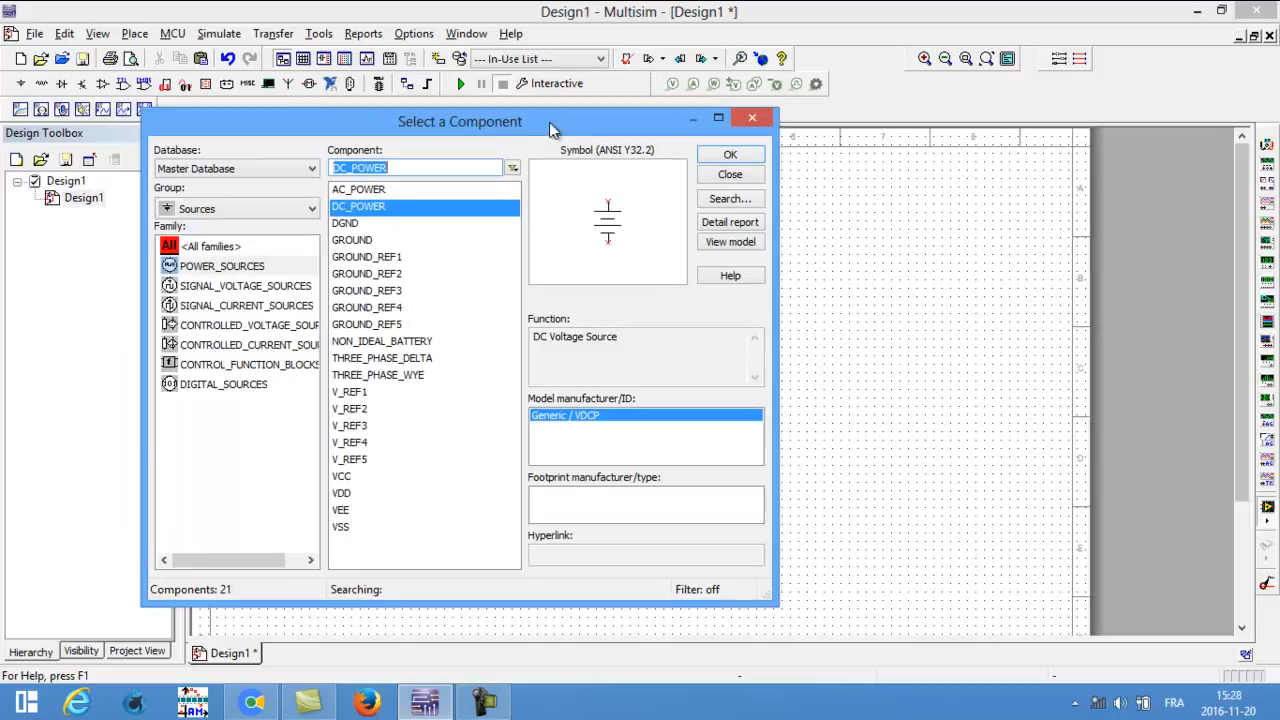 Design1 - Multisim - [Design1 *]
File Edit View Place MCU Simulate Transfer Tools Reports Options Window Help
--- In-Use List ---
Interactive
Design Toolbox
Design1
Design1
Select a Component
Database:
Master Database
Group:
Sources
Family:
All <All families>
POWER_SOURCES
SIGNAL_VOLTAGE_SOURCES
SIGNAL_CURRENT_SOURCES
CONTROLLED_VOLTAGE_SOUR
CONTROLLED_CURRENT_SOU
CONTROL_FUNCTION_BLOCKS
DIGITAL_SOURCES
Component:
DC_POWER
AC_POWER
DC_POWER
DGND
GROUND
GROUND_REF1
GROUND_REF2
GROUND_REF3
GROUND_REF4
GROUND_REF5
NON_IDEAL_BATTERY
THREE_PHASE_DELTA
THREE_PHASE_WYE
V_REF1
V_REF2
V_REF3
V_REF4
V_REF5
VCC
VDD
VEE
VSS
Symbol (ANSI Y32.2)
OK
Close
Search...
Detail report
View model
Help
Function:
DC Voltage Source
Model manufacturer/ID:
Generic / VDCP
Footprint manufacturer/type:
Hyperlink:
Components: 21
Searching:
Filter: off
Hierarchy Visibility Project View
Design1 *
For Help, press F1
FRA
15:28
2016-11-20